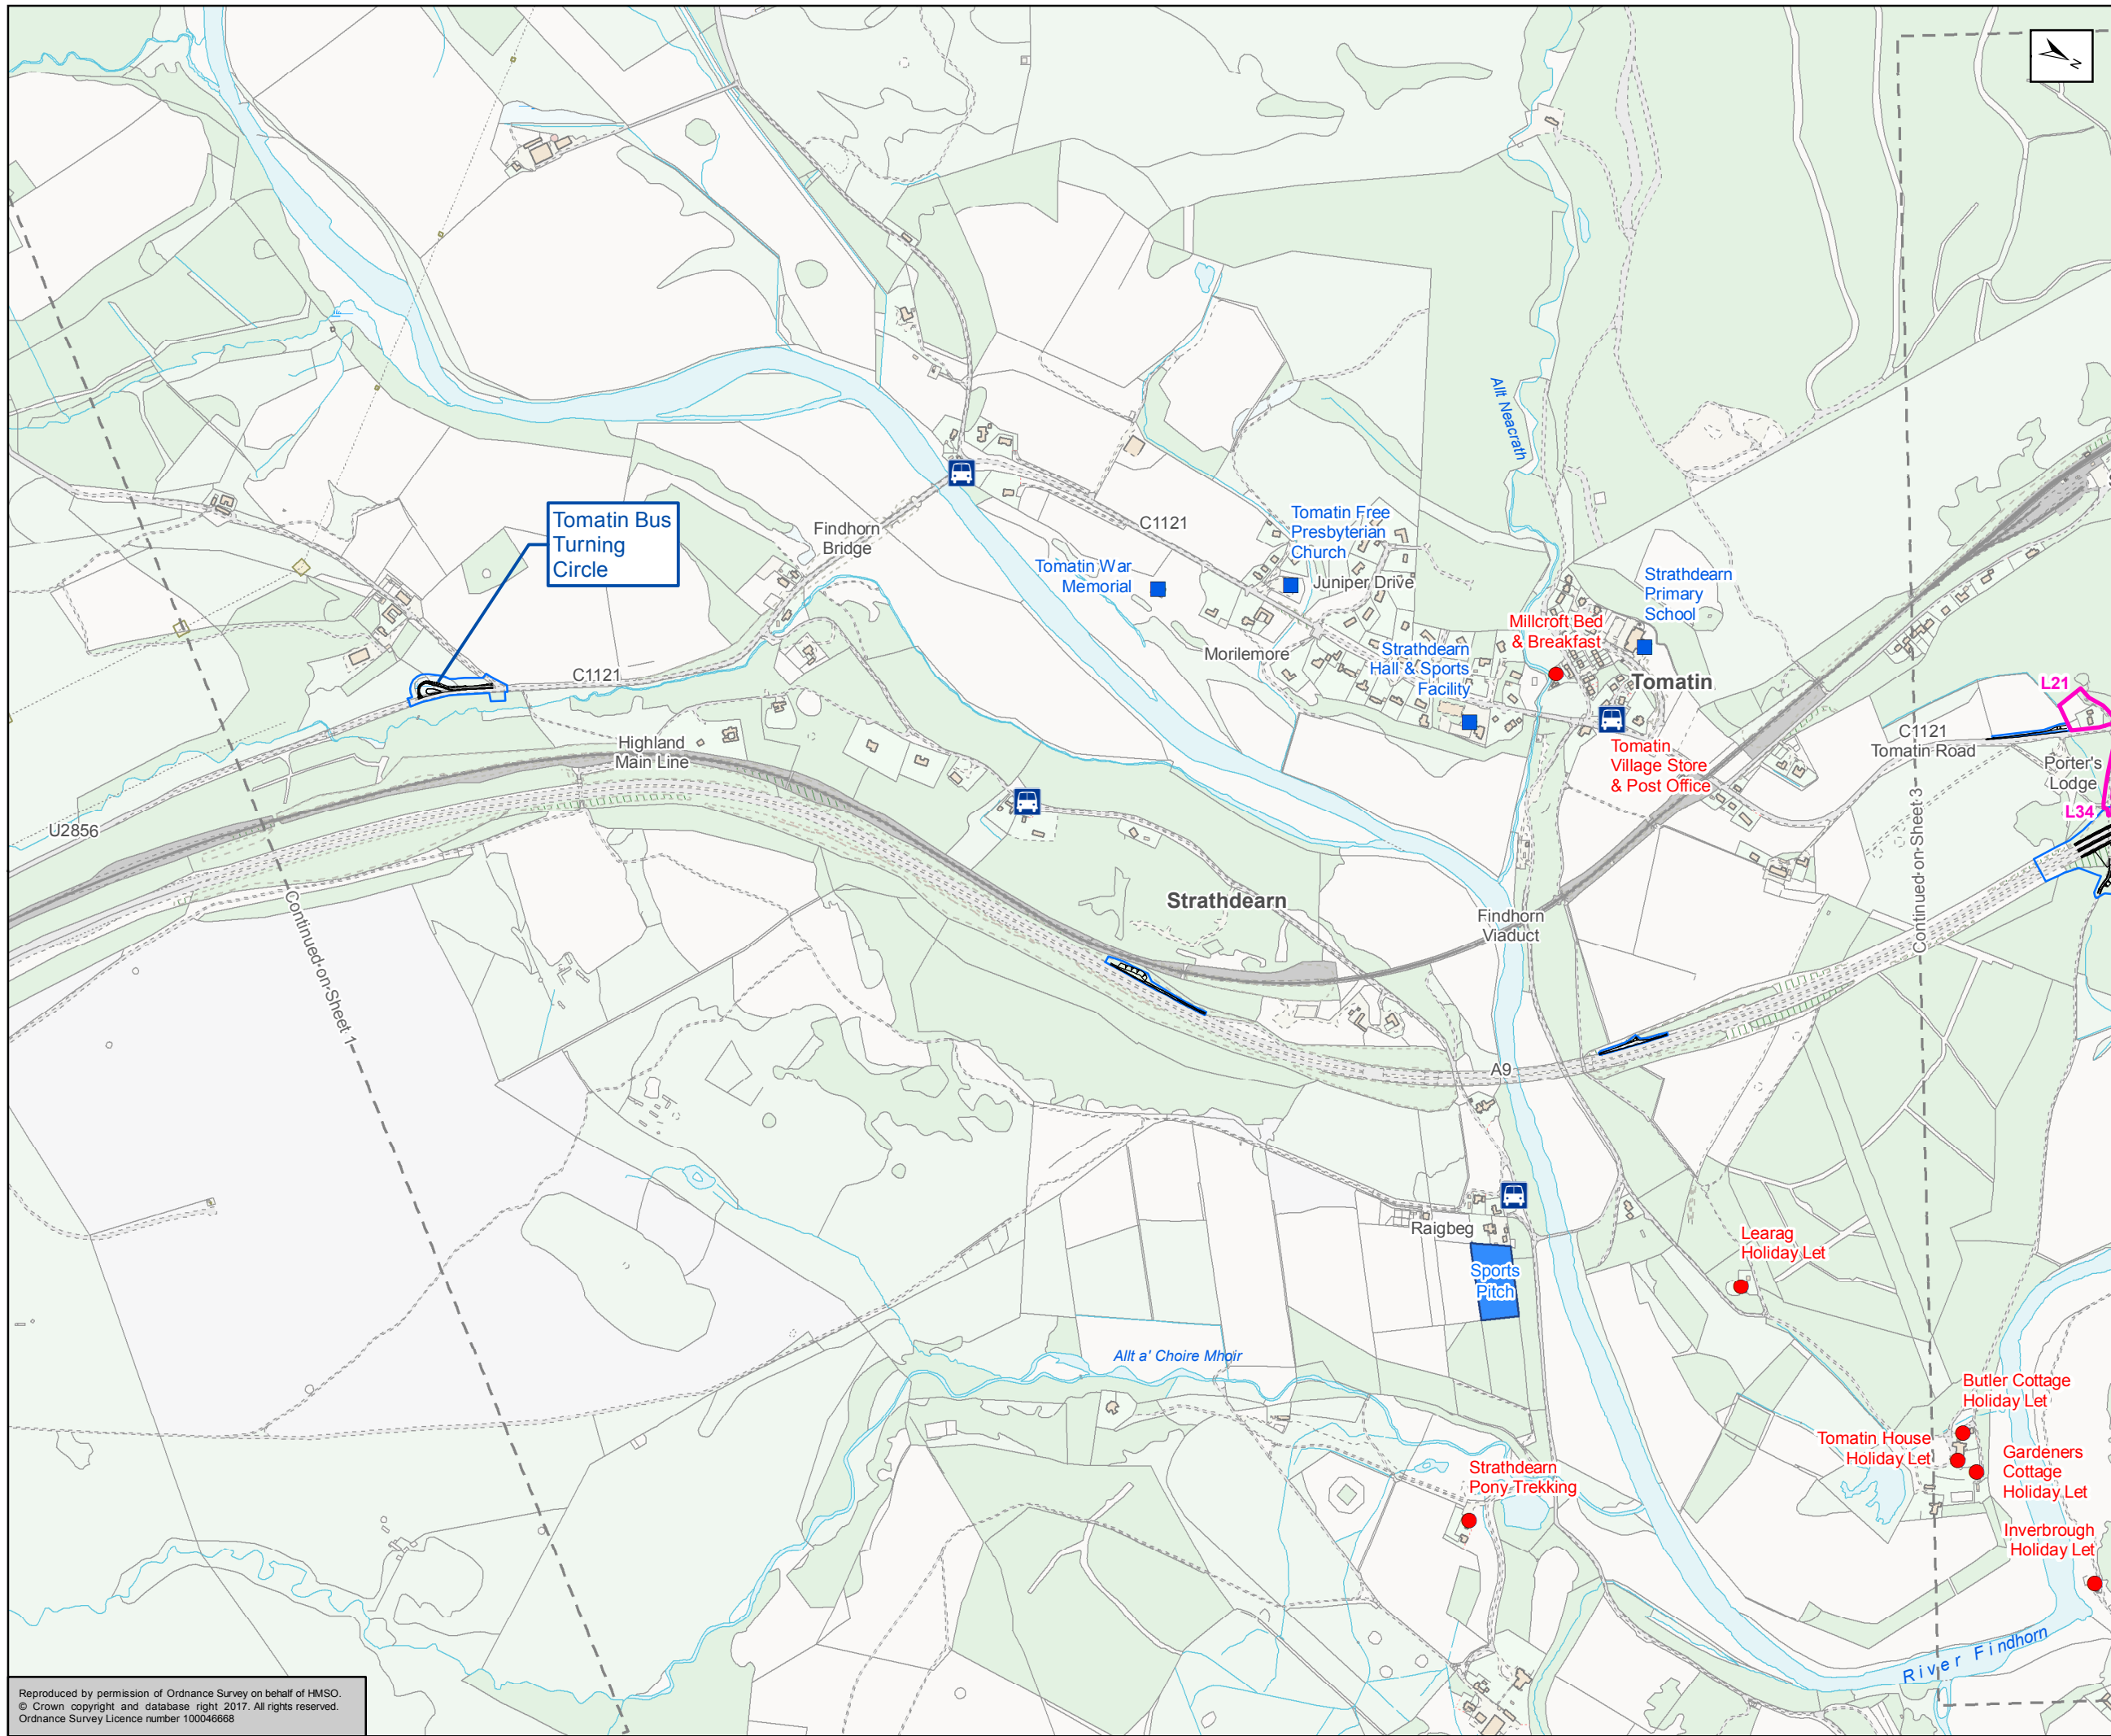 N
Allt Neacrath
Tomatin Bus
Turning
Circle
Findhorn
Bridge
C1121
Tomatin Free
Presbyterian
Church
Tomatin War
Memorial
Juniper Drive
Strathdearn
Primary
School
Millcroft Bed
& Breakfast
Morilemore
Strathdearn
Hall & Sports
Facility
Tomatin
C1121
L21
Tomatin
Village Store
& Post Office
C1121
Tomatin Road
Porter's
Lodge
L34
Highland
Main Line
U2856
Continued on Sheet 3
Continued on Sheet 1
Strathdearn
Findhorn
Viaduct
A9
Raigbeg
Sports
Pitch
Learag
Holiday Let
Allt a' Choire Mhoir
Butler Cottage
Holiday Let
Tomatin House
Holiday Let
Gardeners
Cottage
Holiday Let
Strathdearn
Pony Trekking
Inverbrough
Holiday Let
River Findhorn
Reproduced by permission of Ordnance Survey on behalf of HMSO.
© Crown copyright and database right 2017. All rights reserved.
Ordnance Survey Licence number 100046668